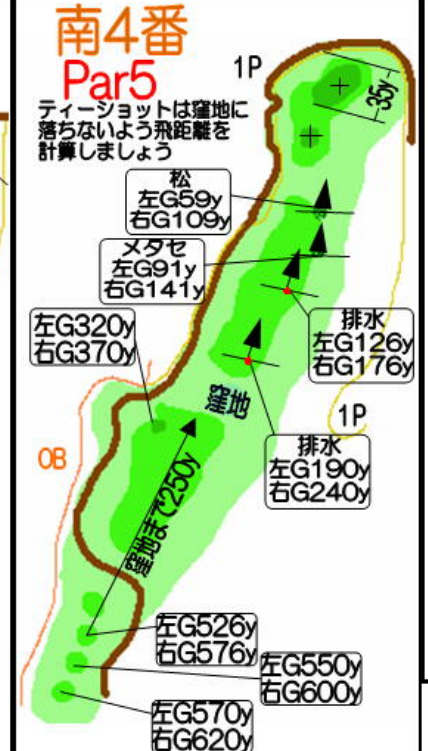 南4番
Par5
ティーショットは窪地に
落ちないよう飛距離を
計算しましょう
1P
35y
松
左G59y
右G109y
メタセ
左G91y
右G141y
左G320y
右G370y
排水
左G126y
右G176y
窪地
1P
排水
左G190y
右G240y
OB
窪地まで250y
左G526y
右G576y
左G550y
右G600y
左G570y
右G620y